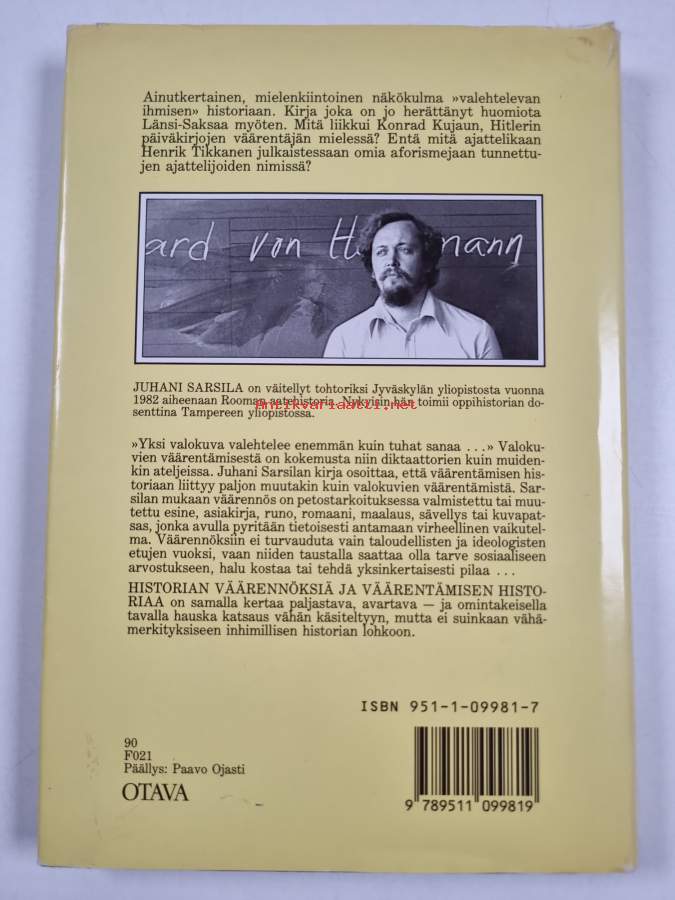 Ainutkertainen, mielenkiintoinen näkökulma »valehtelevan
ihmisen» historiaan. Kirja joka on jo herättänyt huomiota
Länsi-Saksaa myöten. Mitä liikkui Konrad Kujaun, Hitlerin
päiväkirjojen väärentäjän mielessä? Entä mitä ajattelikaan
Henrik Tikkanen julkaistessaan omia aforismejaan tunnettu-
jen ajattelijoiden nimissä?
ard von H mann
JUHANI SARSILA on väitellyt tohtoriksi Jyväskylän yliopistosta vuonna
1982 aiheenaan Rooman aatehistoria. Nykyisin hän toimii oppihistorian do-
senttina Tampereen yliopistossa.
Antikvariaatti.net
»Yksi valokuva valehtelee enemmän kuin tuhat sanaa ...» Valoku-
vien väärentämisestä on kokemusta niin diktaattorien kuin muiden-
kin ateljeissa. Juhani Sarsilan kirja osoittaa, että väärentämisen his-
toriaan liittyy paljon muutakin kuin valokuvien väärentämistä. Sar-
silan mukaan väärennös on petostarkoituksessa valmistettu tai muu-
tettu esine, asiakirja, runo, romaani, maalaus, sävellys tai kuvapat-
sas, jonka avulla pyritään tietoisesti antamaan virheellinen vaikutel-
ma. Väärennöksiin ei turvauduta vain taloudellisten ja ideologisten
etujen vuoksi, vaan niiden taustalla saattaa olla tarve sosiaaliseen
arvostukseen, halu kostaa tai tehdä yksinkertaisesti pilaa ...
HISTORIAN VÄÄRENNÖKSIÄ JA VÄÄRENTÄMISEN HISTO-
RIAA on samalla kertaa paljastava, avartava — ja omintakeisella
tavalla hauska katsaus vähän käsiteltyyn, mutta ei suinkaan vähä-
merkityksiseen inhimillisen historian lohkoon.
ISBN 951-1-09981-7
90
F021
Päällys: Paavo Ojasti
OTAVA
9 789511 099819